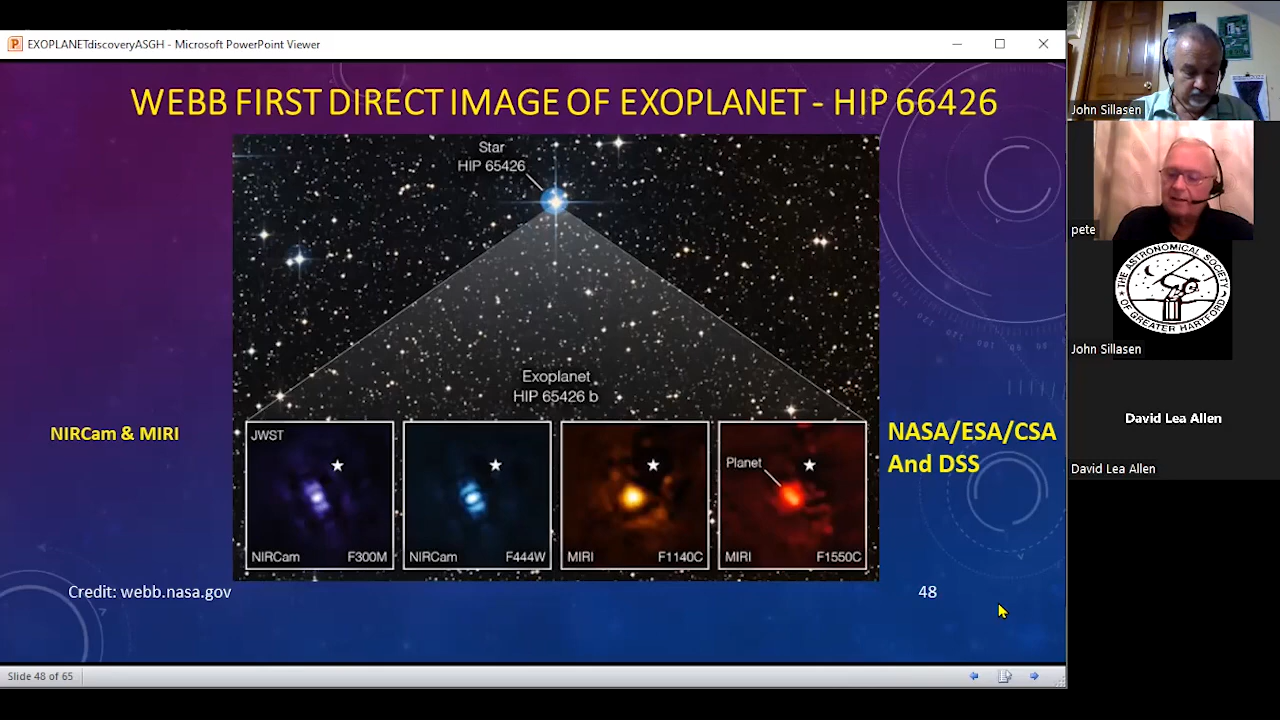 EXOPLANETdiscoveryASGH - Microsoft PowerPoint Viewer
WEBB FIRST DIRECT IMAGE OF EXOPLANET - HIP 66426
Star
HIP 65426
Exoplanet
HIP 65426 b
NIRCam & MIRI
NASA/ESA/CSA
And DSS
JWST
NIRCam F300M
NIRCam F444W
MIRI F1140C
Planet
MIRI F1550C
Credit: webb.nasa.gov
48
Slide 48 of 65
John Sillasen
pete
THE ASTRONOMICAL SOCIETY
OF GREATER HARTFORD
John Sillasen
David Lea Allen
David Lea Allen